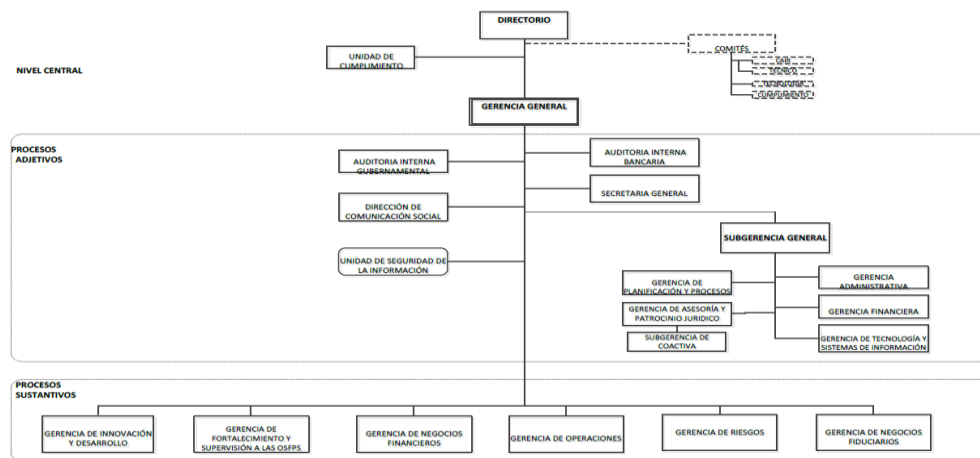 DIRECTORIO
COMITÉS
UNIDAD DE
CUMPLIMIENTO
CAIR
TÉCNICO
TECNOLOGIA
CUMPLIMIENTO
NIVEL CENTRAL
GERENCIA GENERAL
PROCESOS
ADJETIVOS
AUDITORIA INTERNA
GUBERNAMENTAL
AUDITORIA INTERNA
BANCARIA
SECRETARIA GENERAL
DIRECCIÓN DE
COMUNICACIÓN SOCIAL
SUBGERENCIA GENERAL
UNIDAD DE SEGURIDAD DE
LA INFORMACIÓN
GERENCIA DE
PLANIFICACIÓN Y PROCESOS
GERENCIA
ADMINISTRATIVA
GERENCIA DE ASESORÍA Y
PATROCINIO JURIDICO
GERENCIA FINANCIERA
SUBGERENCIA DE
COACTIVA
GERENCIA DE TECNOLOGÍA Y
SISTEMAS DE INFORMACIÓN
PROCESOS
SUSTANTIVOS
GERENCIA DE INNOVACIÓN
Y DESARROLLO
GERENCIA DE
FORTALECIMIENTO Y
SUPERVISIÓN A LAS OSFPS
GERENCIA DE NEGOCIOS
FINANCIEROS
GERENCIA DE OPERACIONES
GERENCIA DE RIESGOS
GERENCIA DE NEGOCIOS
FIDUCIARIOS